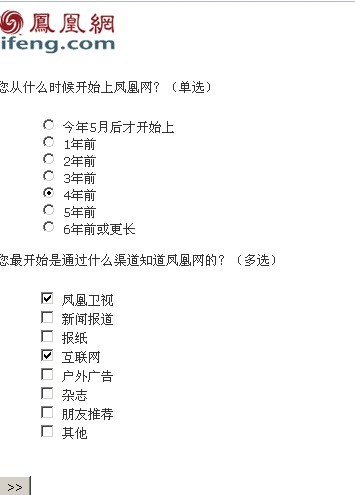 鳳凰網
ifeng.com
您从什么时候开始上凤凰网？（单选）
今年5月后才开始上
1年前
2年前
3年前
4年前
5年前
6年前或更长
您最开始是通过什么渠道知道凤凰网的？（多选）
凤凰卫视
新闻报道
报纸
互联网
户外广告
杂志
朋友推荐
其他
>>